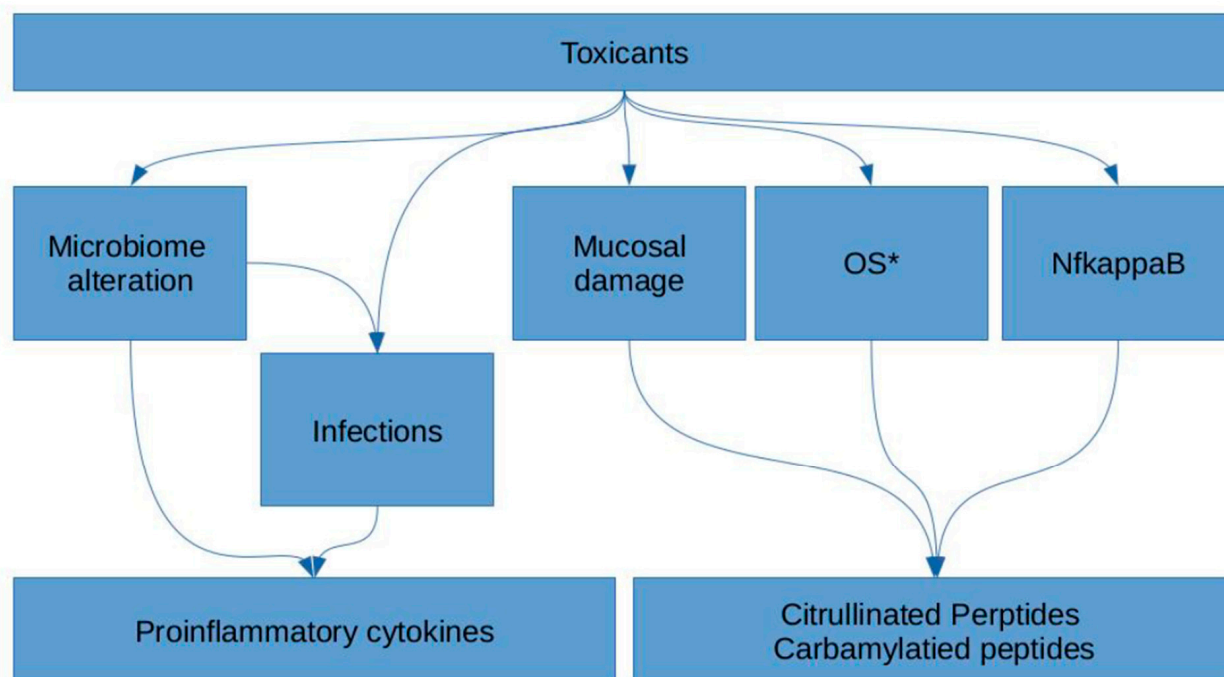 Toxicants
Microbiome
alteration
Mucosal
damage
OS*
NfkappaB
Infections
Proinflammatory cytokines
Citrullinated Perptides
Carbamylatied peptides